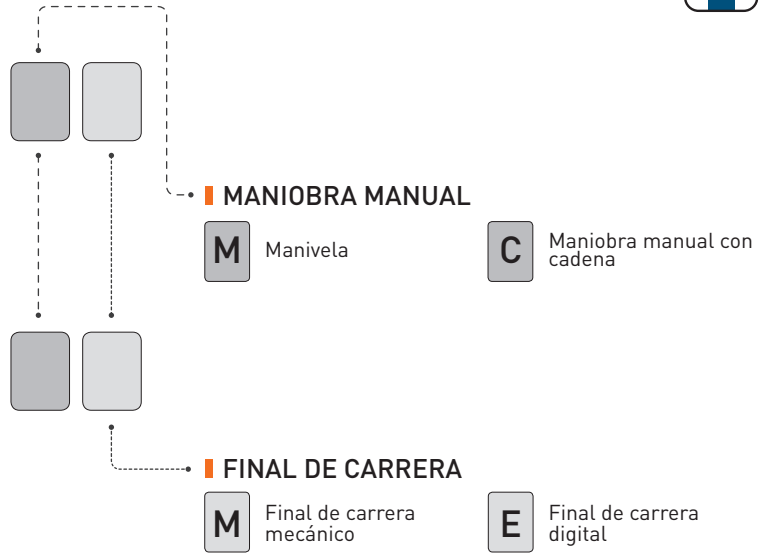 MANIOBRA MANUAL
M
Manivela
C
Maniobra manual con
cadena
FINAL DE CARRERA
M
Final de carrera
mecánico
E
Final de carrera
digital